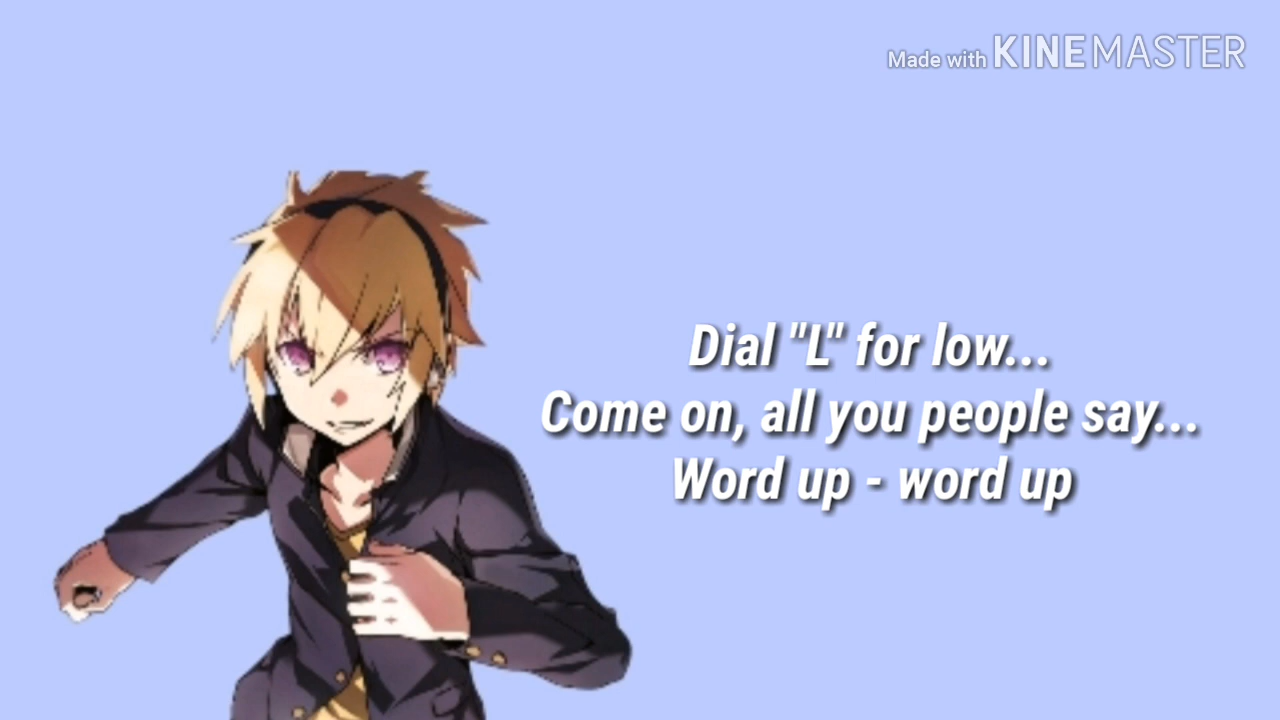 Made with KINEMASTER
Dial "L" for low...
Come on, all you people say...
Word up - word up